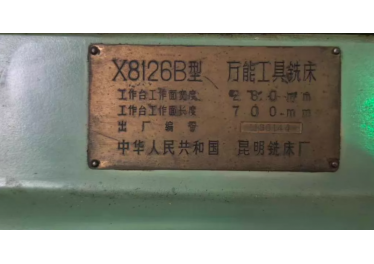 X8126B型 万能工具铣床
工作台工作面宽度 280-mm
工作台工作面长度 700-mm
出厂编号
中华人民共和国 昆明铣床厂